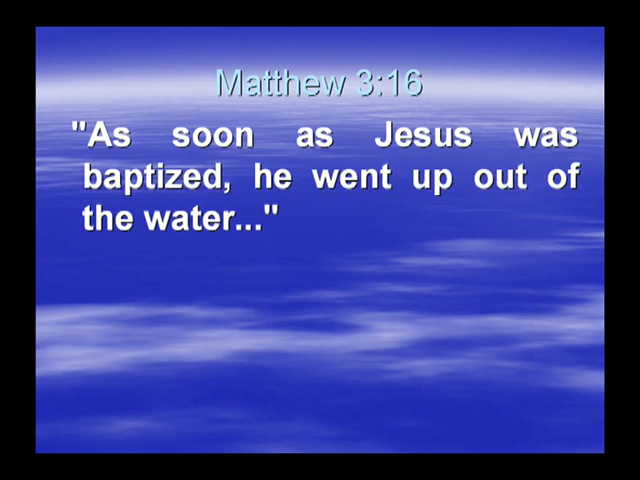 Matthew 3:16
"As soon as Jesus was
baptized, he went up out of
the water..."